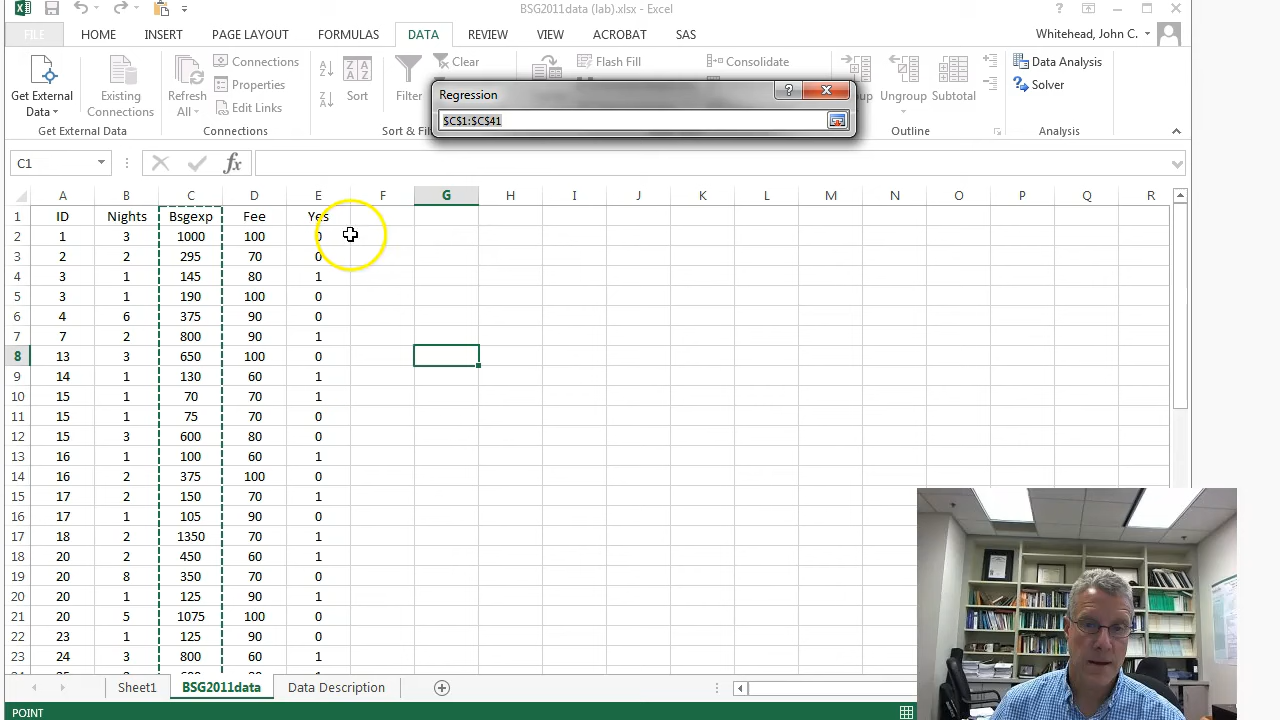 BSG2011data (lab).xlsx - Excel
FILE HOME INSERT PAGE LAYOUT FORMULAS DATA REVIEW VIEW ACROBAT SAS Whitehead, John C.
Get External Data
Existing Connections
Refresh All
Connections
Properties
Edit Links
Sort
Filter
Clear
Flash Fill
Consolidate
Ungroup
Subtotal
Data Analysis
Solver
Connections
Sort & Fi
Outline
Analysis
Regression
$C$1:$C$41
C1
fx
A B C D E F G H I J K L M N O P Q R
1 ID Nights Bsgexp Fee Yes
2 1 3 1000 100 0
3 2 2 295 70 0
4 3 1 145 80 1
5 3 1 190 100 0
6 4 6 375 90 0
7 7 2 800 90 1
8 13 3 650 100 0
9 14 1 130 60 1
10 15 1 70 70 1
11 15 1 75 70 0
12 15 3 600 80 0
13 16 1 100 60 1
14 16 2 375 100 0
15 17 2 150 70 1
16 17 1 105 90 0
17 18 2 1350 70 1
18 20 2 450 60 1
19 20 8 350 70 0
20 20 1 125 90 1
21 20 5 1075 100 0
22 23 1 125 90 0
23 24 3 800 60 1
Sheet1 BSG2011data Data Description
POINT